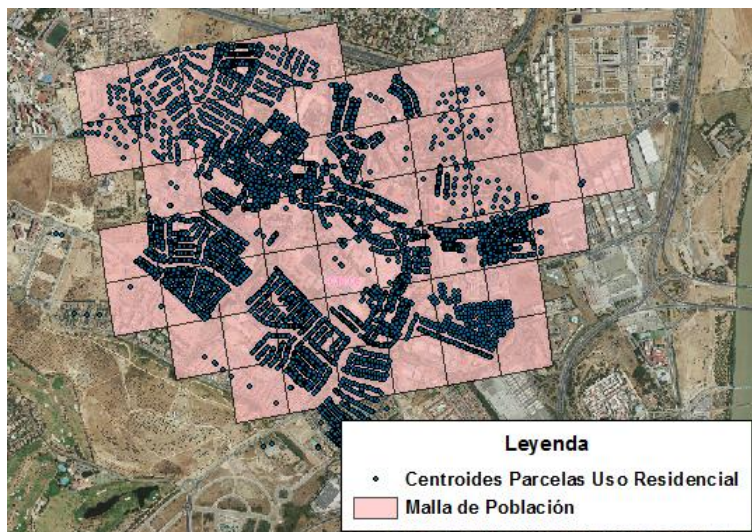 Leyenda
Centroides Parcelas Uso Residencial
Malla de Población